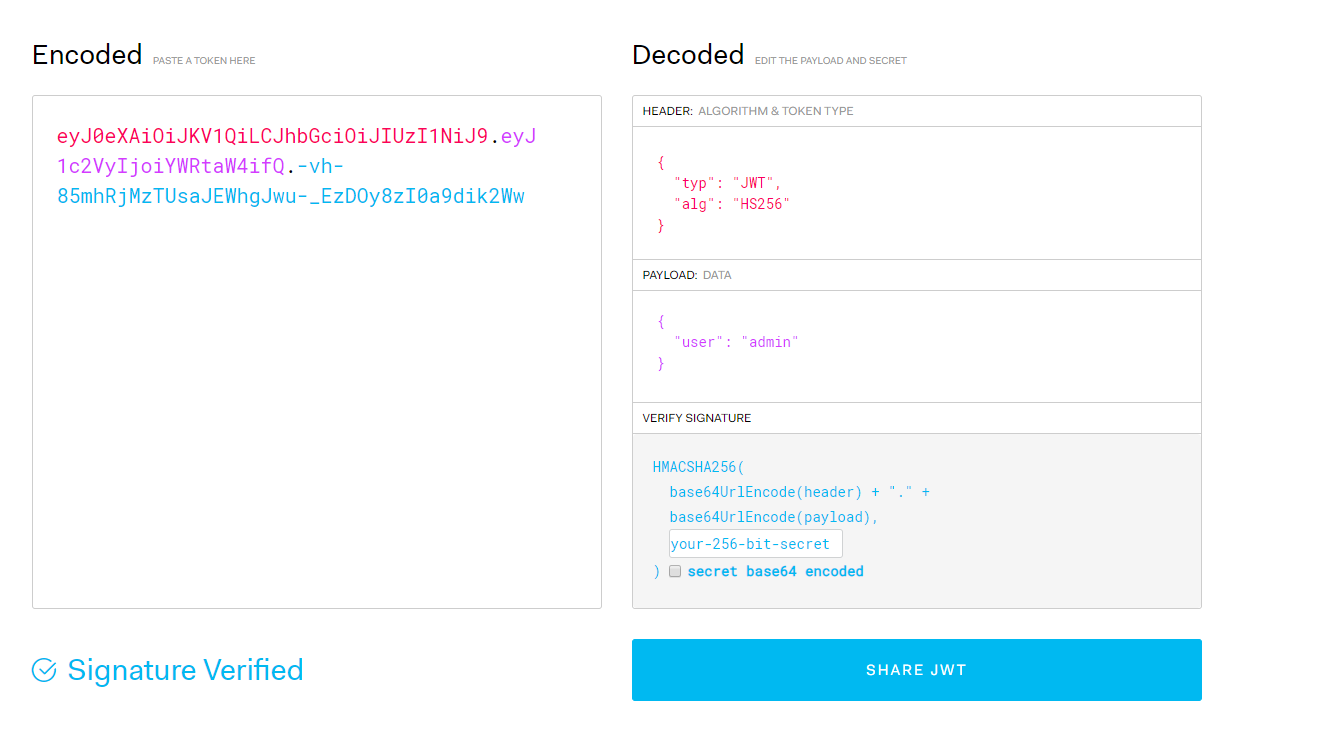 Encoded PASTE A TOKEN HERE
eyJ0eXAiOiJKV1QiLCJhbGciOiJIUzI1NiJ9.eyJ
1c2VyIjoiYWRtaW4ifQ.-vh-
85mhRjMzTUsaJEWhgJwu-_EzDOy8zI0a9dik2Ww
Signature Verified
Decoded EDIT THE PAYLOAD AND SECRET
HEADER: ALGORITHM & TOKEN TYPE
{
"typ": "JWT",
"alg": "HS256"
}
PAYLOAD: DATA
{
"user": "admin"
}
VERIFY SIGNATURE
HMACSHA256(
base64UrlEncode(header) + "." +
base64UrlEncode(payload),
your-256-bit-secret
) secret base64 encoded
SHARE JWT